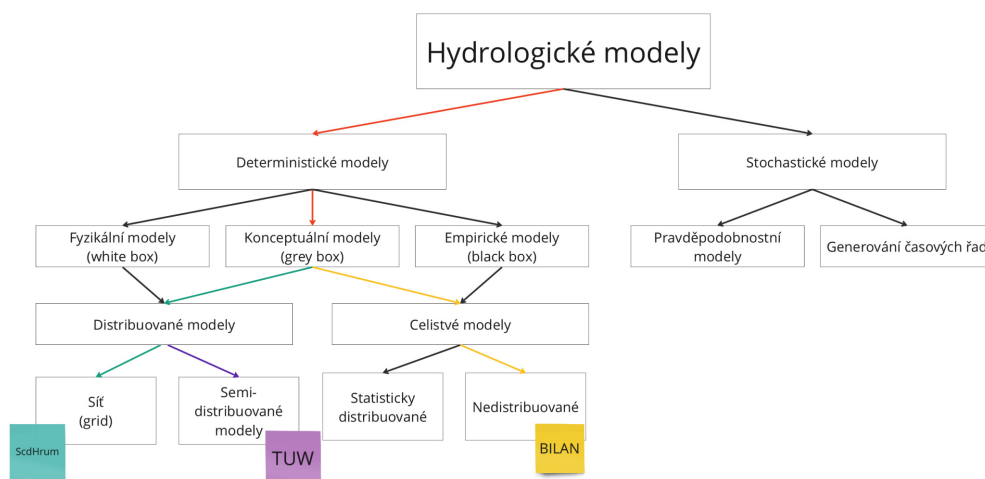 Hydrologické modely
Deterministické modely
Stochastické modely
Fyzikální modely
(white box)
Konceptuální modely
(grey box)
Empirické modely
(black box)
Pravděpodobnostní
modely
Generování časových řad
Distribuované modely
Celistvé modely
Síť
(grid)
Semi-
distribuované
modely
Statisticky
distribuované
Nedistribuované
ScdHrum
TUW
BILAN